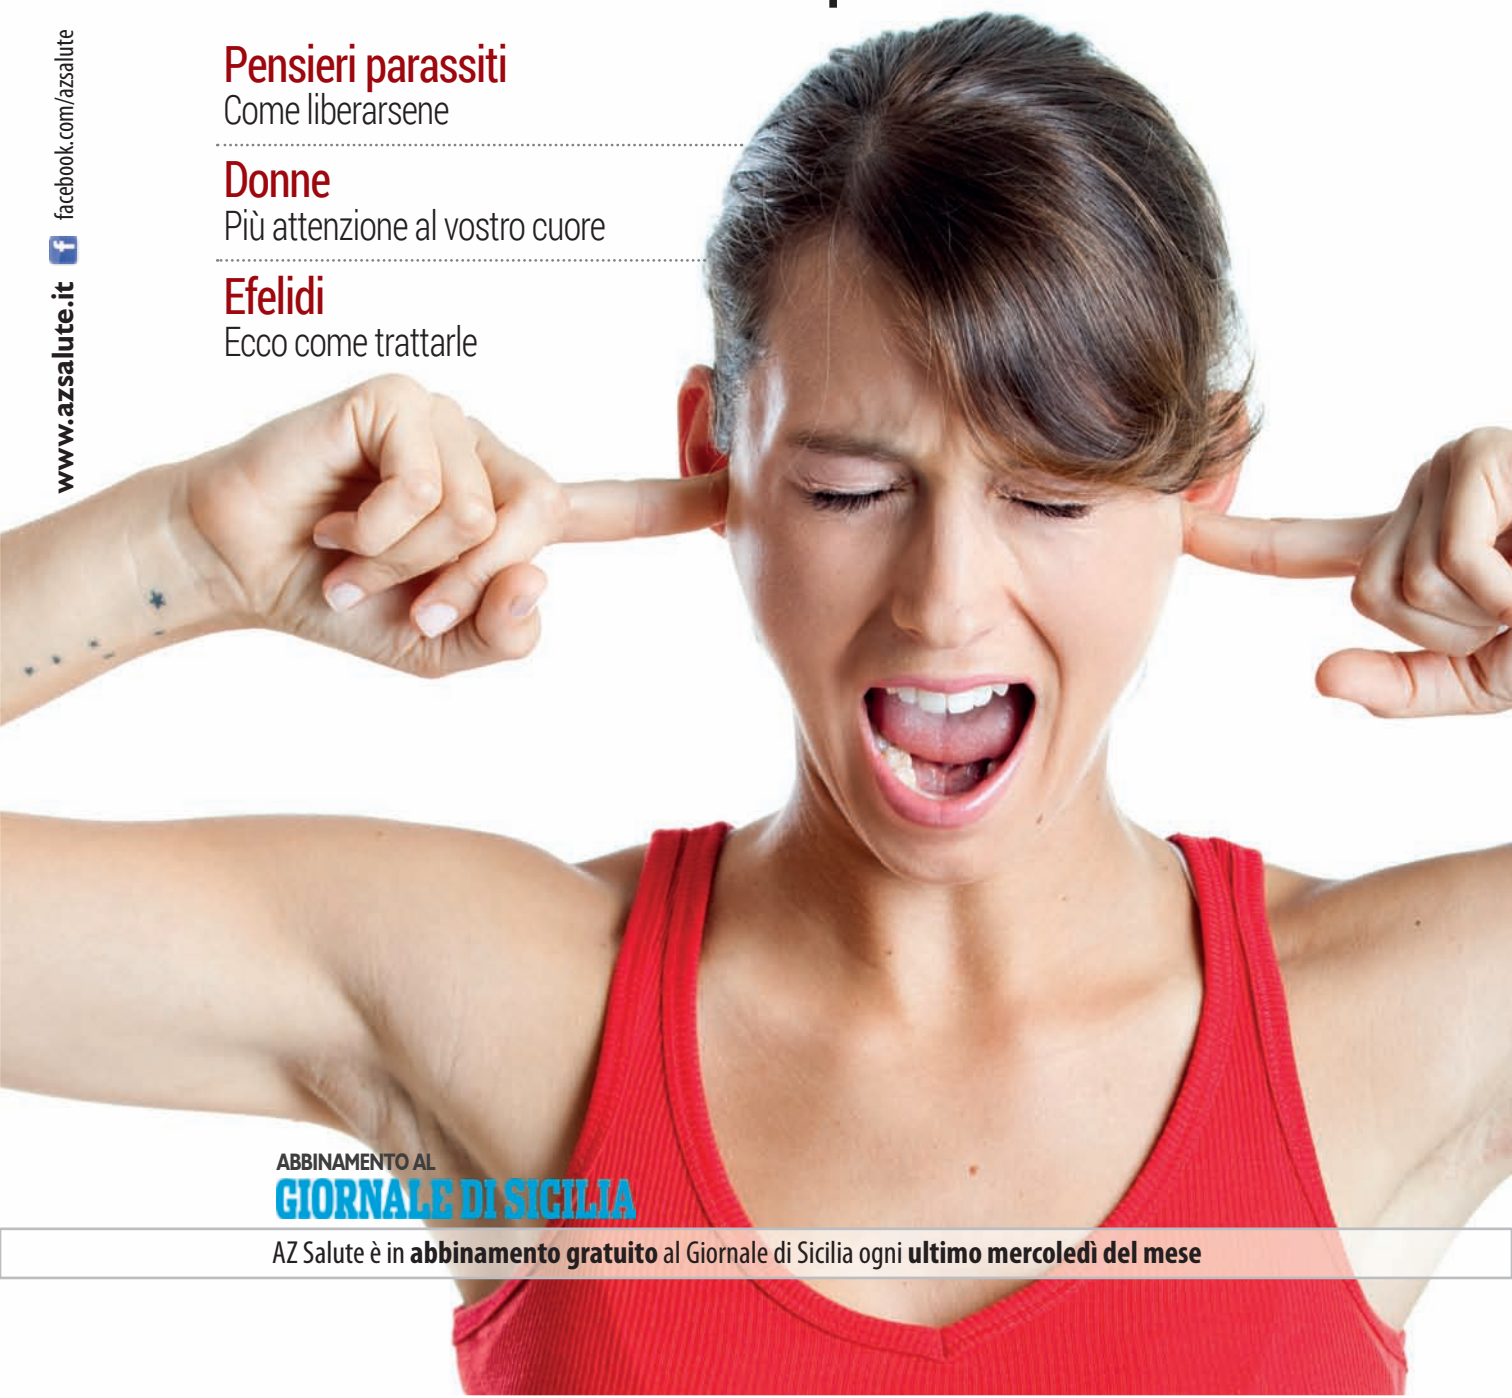 Pensieri parassiti
Come liberarsene
Donne
Più attenzione al vostro cuore
Efelidi
Ecco come trattarle
www.azsalute.it f facebook.com/azsalute
ABBINAMENTO AL
GIORNALE DI SICILIA
AZ Salute è in abbinamento gratuito al Giornale di Sicilia ogni ultimo mercoledì del mese